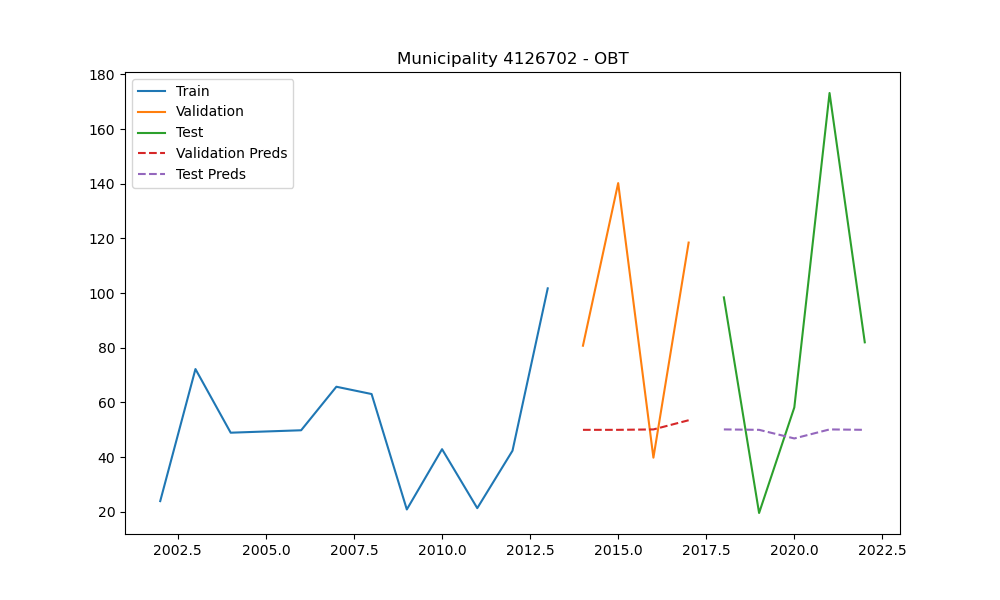 Municipality 4126702 - OBT
180
160
140
120
100
80
60
40
20
Train
Validation
Test
Validation Preds
Test Preds
2002.5 2005.0 2007.5 2010.0 2012.5 2015.0 2017.5 2020.0 2022.5